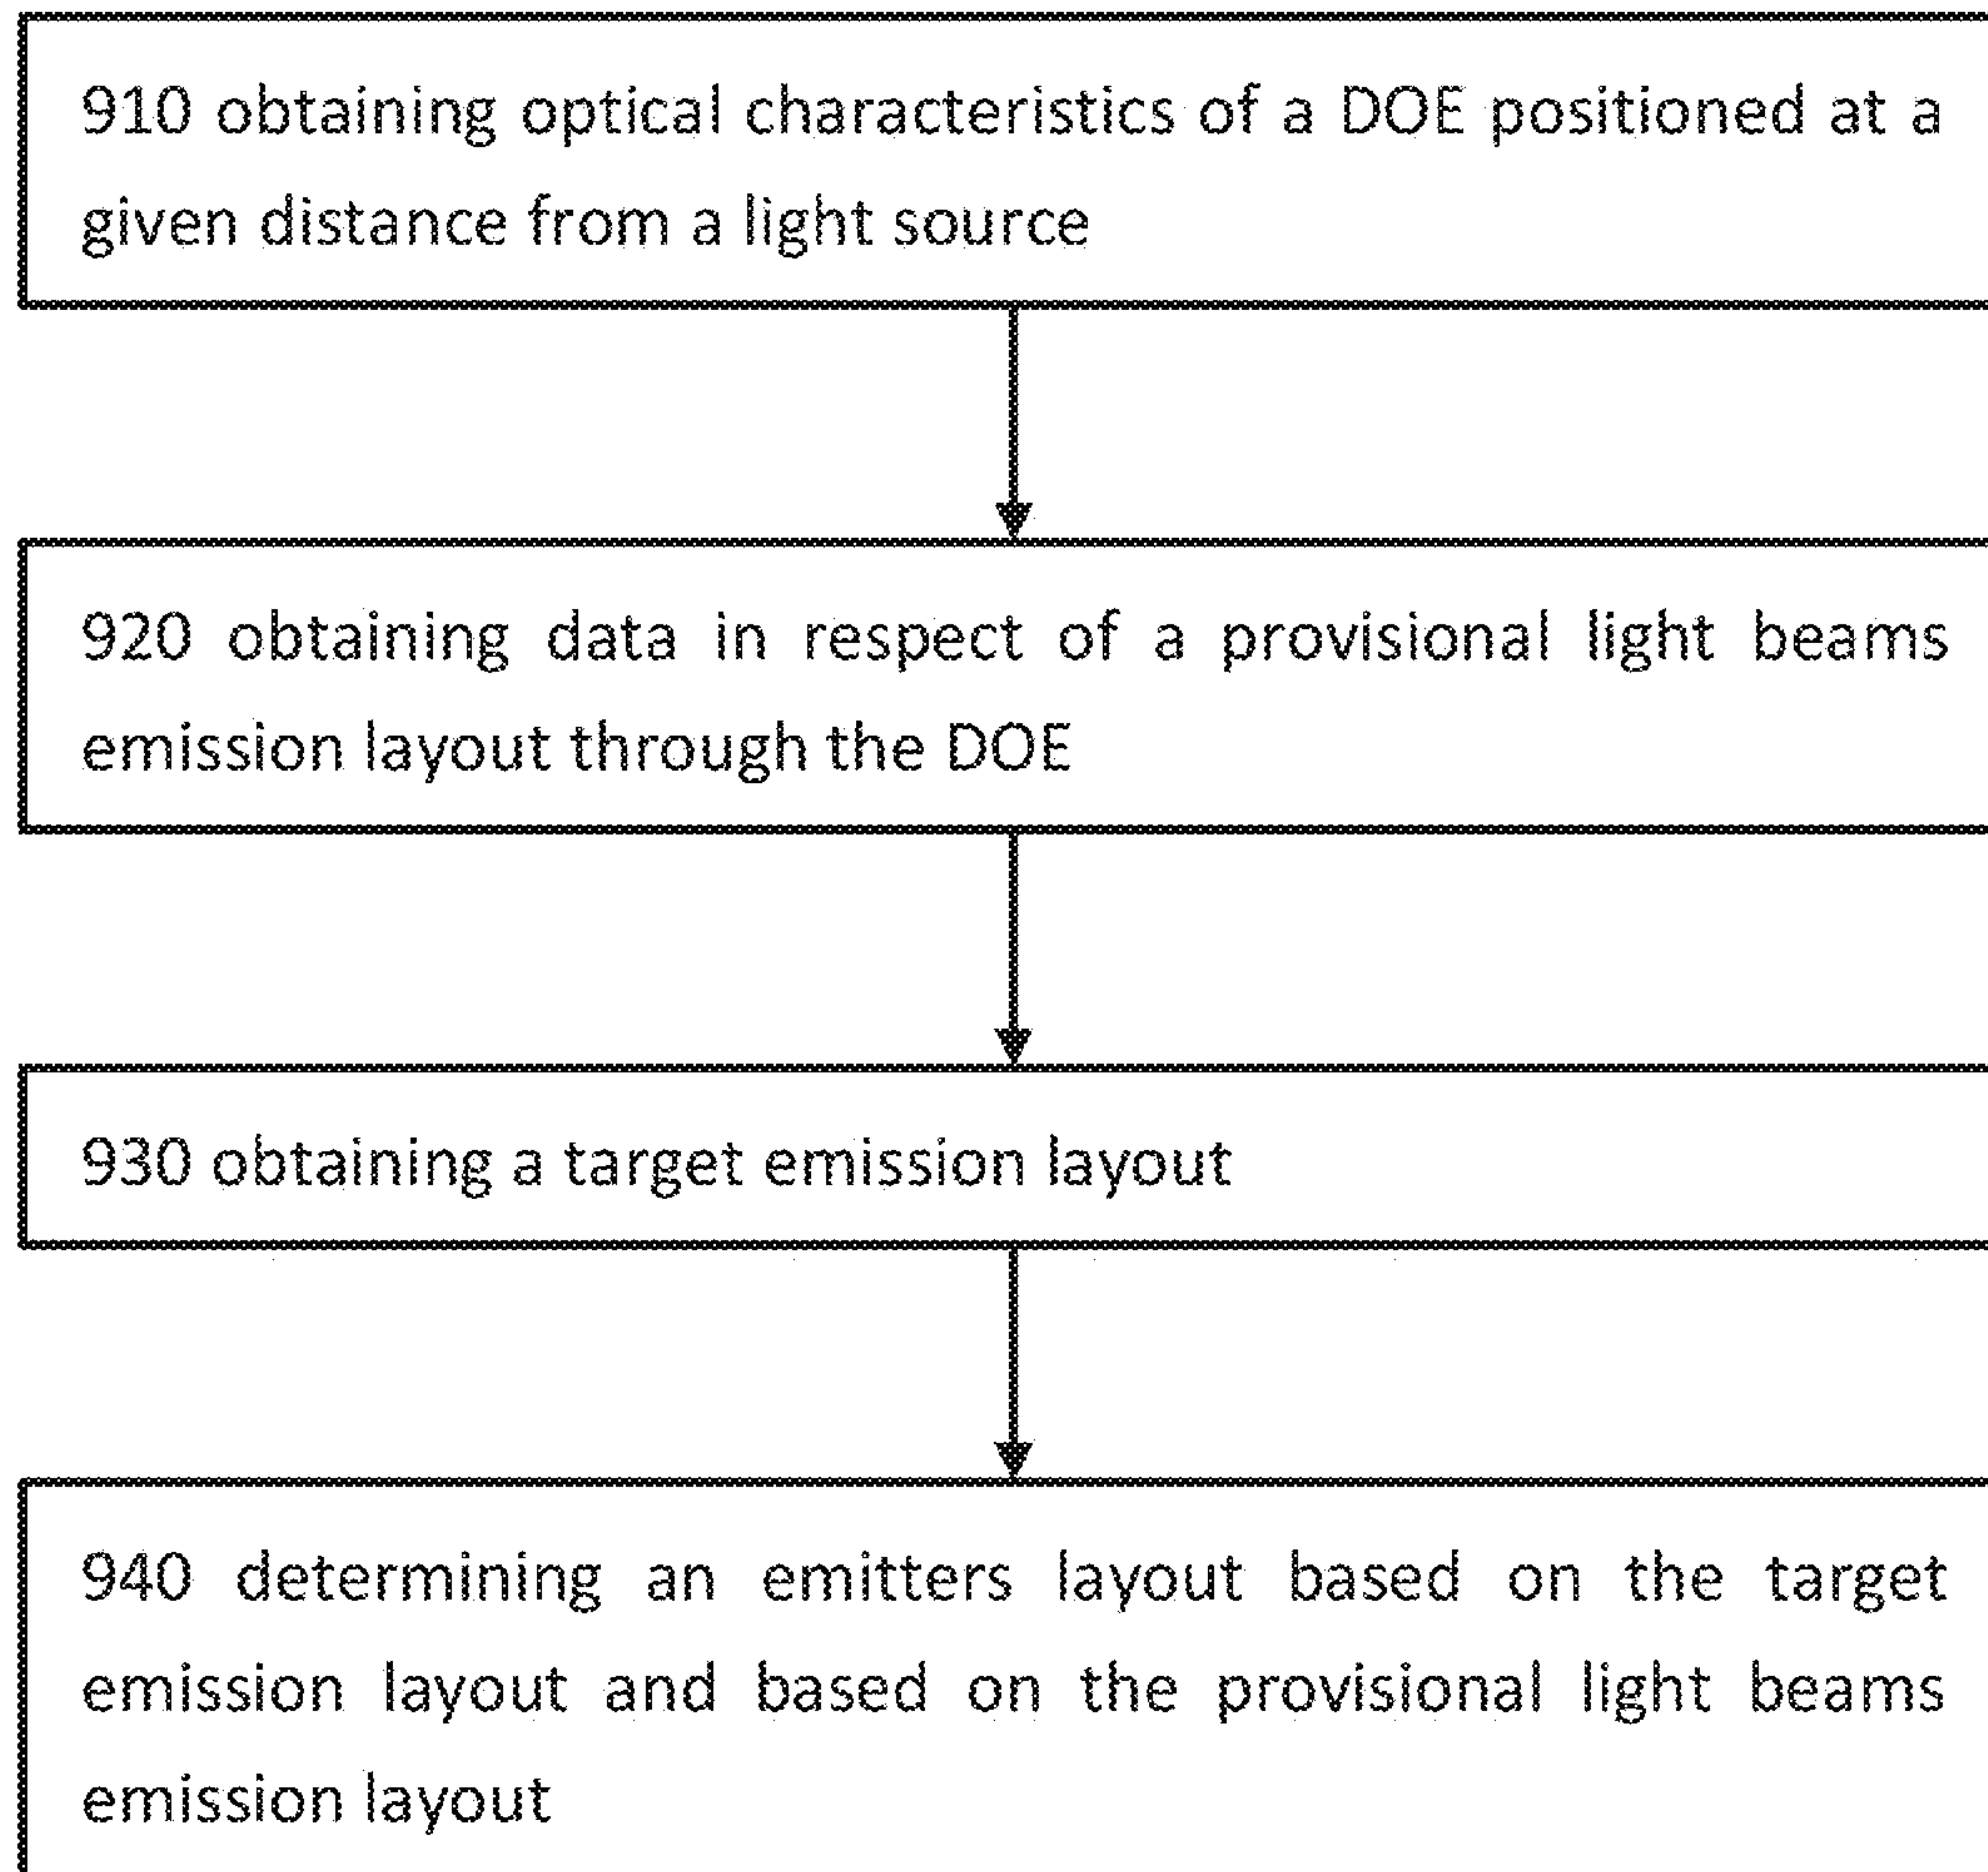 910 obtaining optical characteristics of a DOE positioned at a
given distance from a light source
920 obtaining data in respect of a provisional light beams
emission layout through the DOE
930 obtaining a target emission layout
940 determining an emitters layout based on the target
emission layout and based on the provisional light beams
emission layout